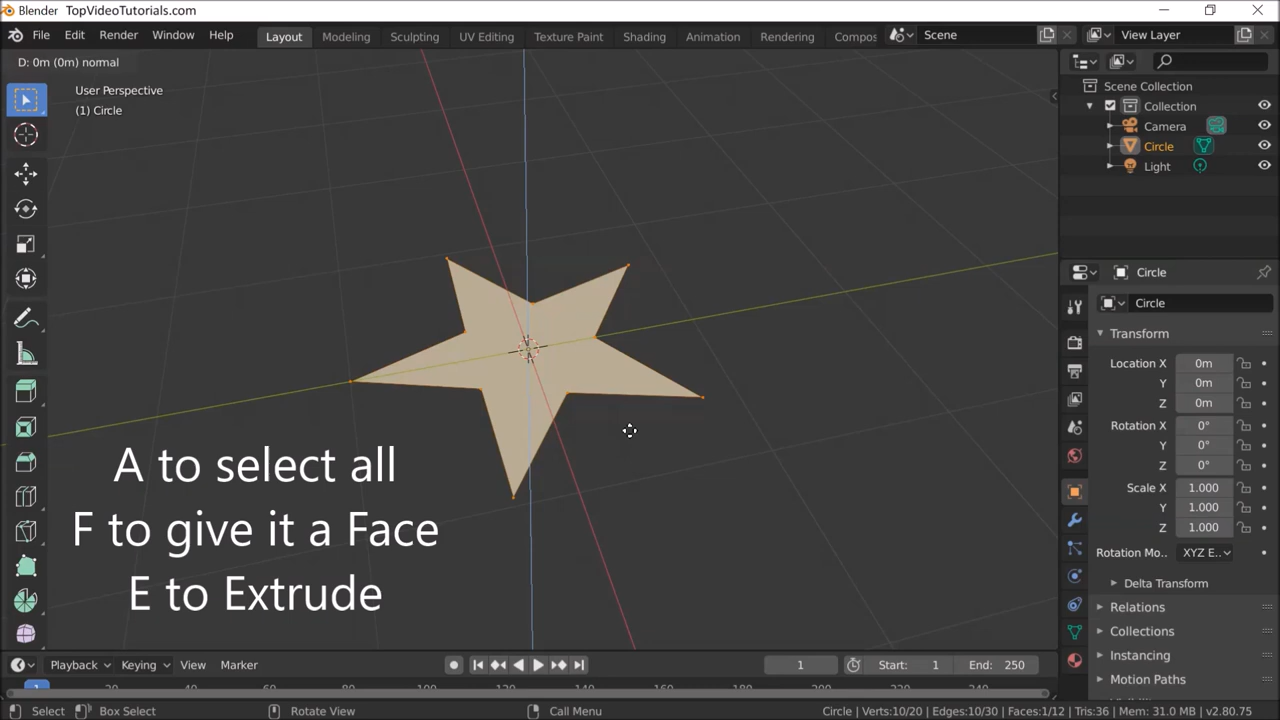 Blender TopVideoTutorials.com
File Edit Render Window Help Layout Modeling Sculpting UV Editing Texture Paint Shading Animation Rendering Compos Scene View Layer
D: 0m (0m) normal
User Perspective
(1) Circle
Scene Collection
Collection
Camera
Circle
Light
Circle
Circle
Transform
Location X 0m
Y 0m
Z 0m
Rotation X 0°
Y 0°
Z 0°
Scale X 1.000
Y 1.000
Z 1.000
Rotation Mo.. XYZ E..
Delta Transform
Relations
Collections
Instancing
Motion Paths
A to select all
F to give it a Face
E to Extrude
Playback Keying View Marker 1 Start: 1 End: 250
Select Box Select Rotate View Call Menu Circle | Verts:10/20 | Edges:10/30 | Faces:1/12 | Tris:36 | Mem: 31.0 MB | v2.80.75